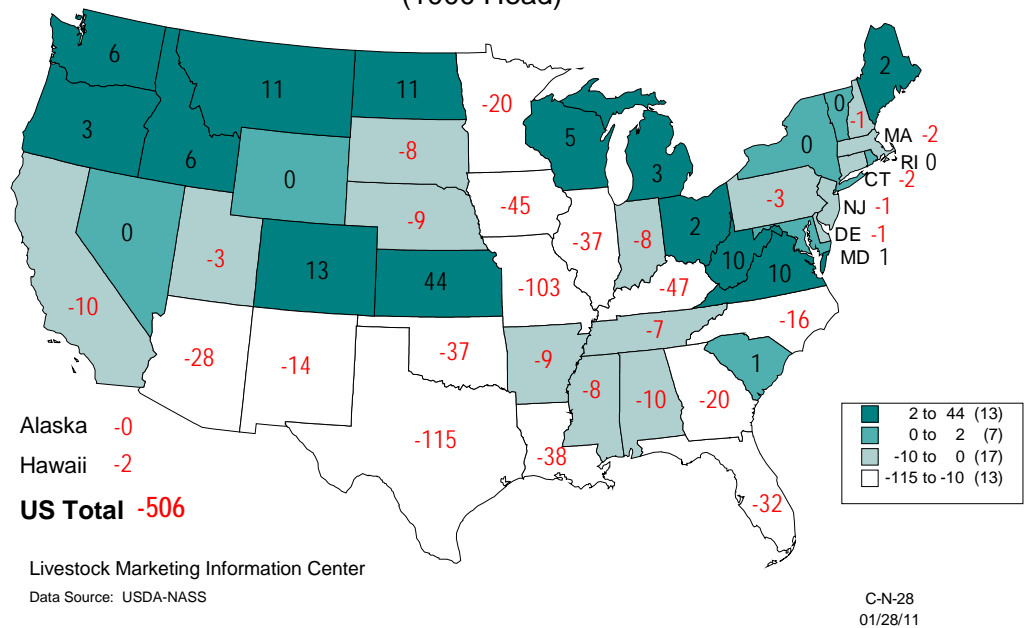 (1000 Head)
6
11
11
-20
2
3
6
5
3
0
-1
MA -2
0
-8
0
RI 0
CT -2
-3
-9
-45
NJ -1
0
-3
-37
-8
2
DE -1
10
10
MD 1
13
44
-103
-47
-10
-16
-7
-28
-14
-37
-9
1
-8
-10
-20
Alaska -0
-115
-38
Hawaii -2
US Total -506
-32
2 to 44 (13)
0 to 2 (7)
-10 to 0 (17)
-115 to -10 (13)
Livestock Marketing Information Center
Data Source: USDA-NASS
C-N-28
01/28/11